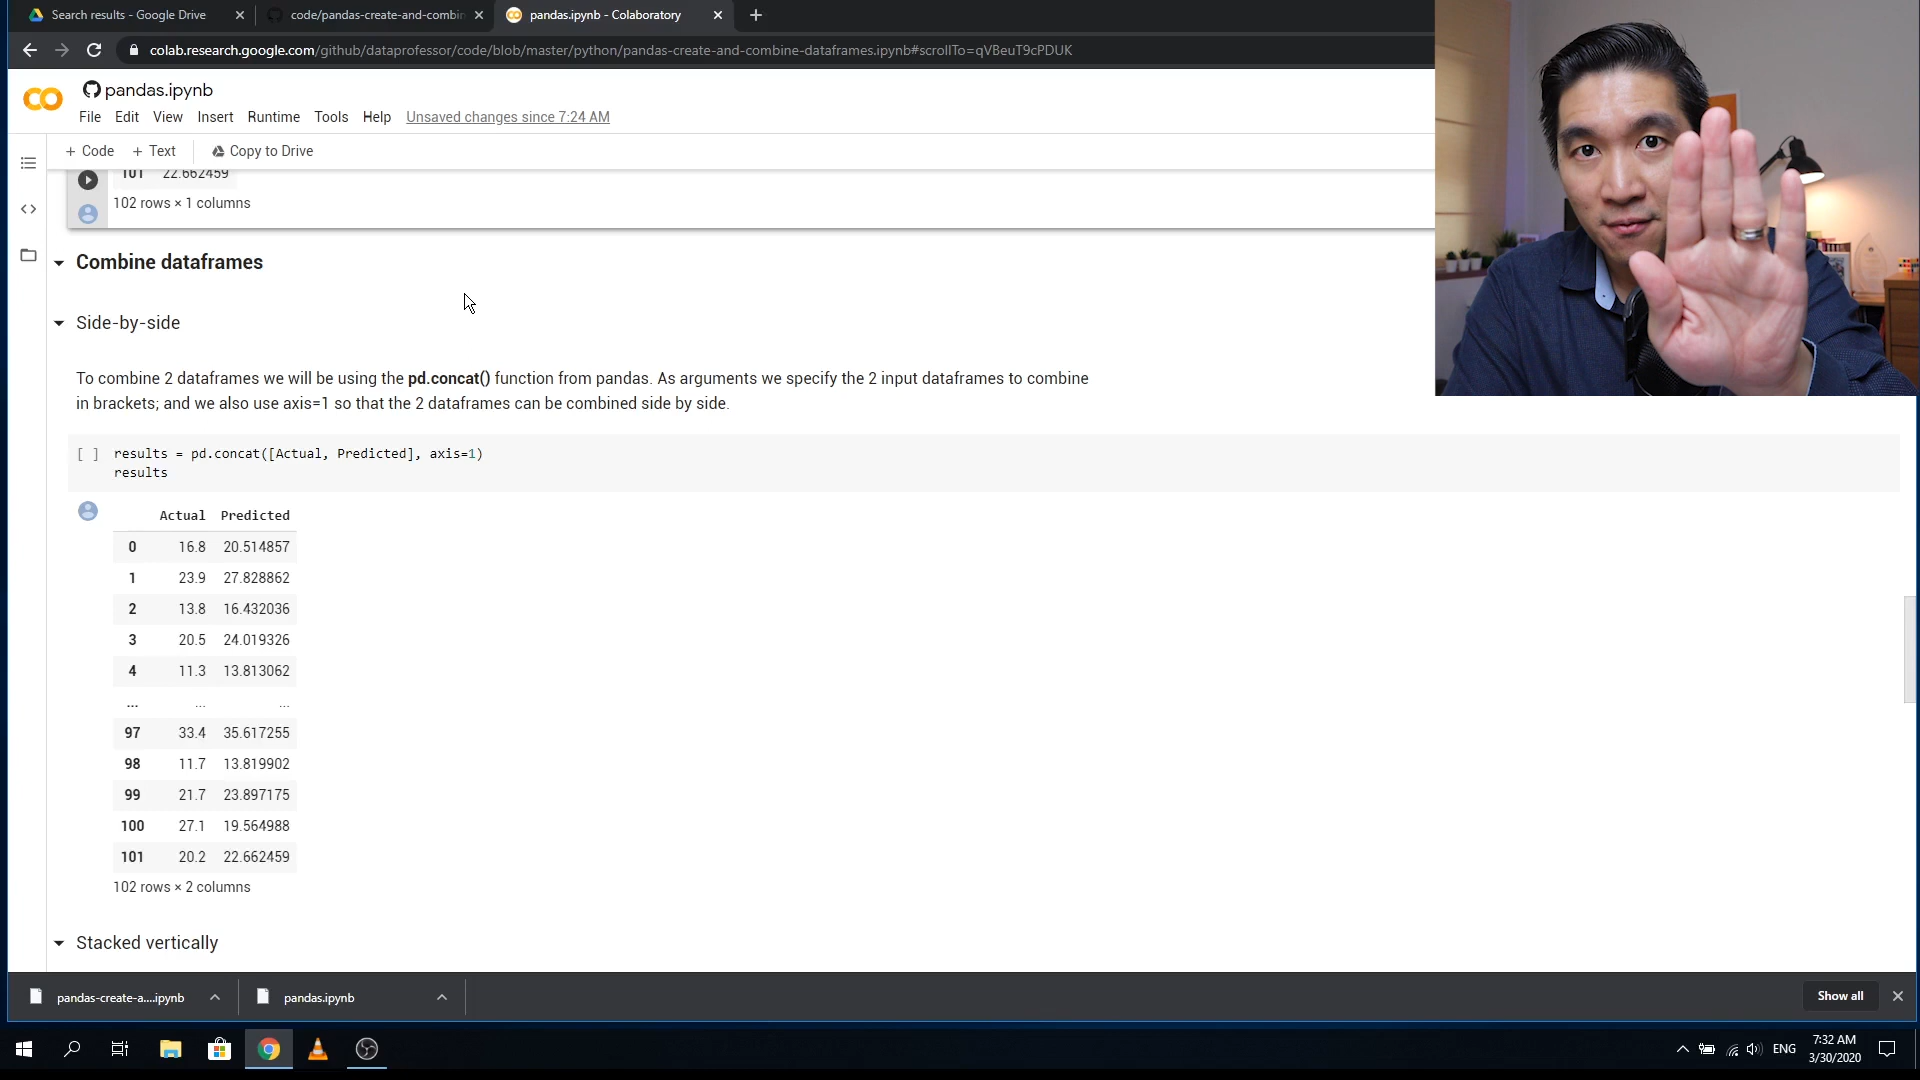 Search results - Google Drive
code/pandas-create-and-combin
pandas.ipynb - Colaboratory
colab.research.google.com/github/dataprofessor/code/blob/master/python/pandas-create-and-combine-dataframes.ipynb#scrollTo=qVBeuT9cPDUK
pandas.ipynb
File Edit View Insert Runtime Tools Help Unsaved changes since 7:24 AM
+ Code + Text Copy to Drive
101 22.662459
102 rows × 1 columns
Combine dataframes
Side-by-side
To combine 2 dataframes we will be using the pd.concat() function from pandas. As arguments we specify the 2 input dataframes to combine
in brackets; and we also use axis=1 so that the 2 dataframes can be combined side by side.
[ ] results = pd.concat([Actual, Predicted], axis=1)
results
Actual Predicted
0 16.8 20.514857
1 23.9 27.828862
2 13.8 16.432036
3 20.5 24.019326
4 11.3 13.813062
... ... ...
97 33.4 35.617255
98 11.7 13.819902
99 21.7 23.897175
100 27.1 19.564988
101 20.2 22.662459
102 rows × 2 columns
Stacked vertically
pandas-create-a....ipynb
pandas.ipynb
Show all
ENG
7:32 AM
3/30/2020